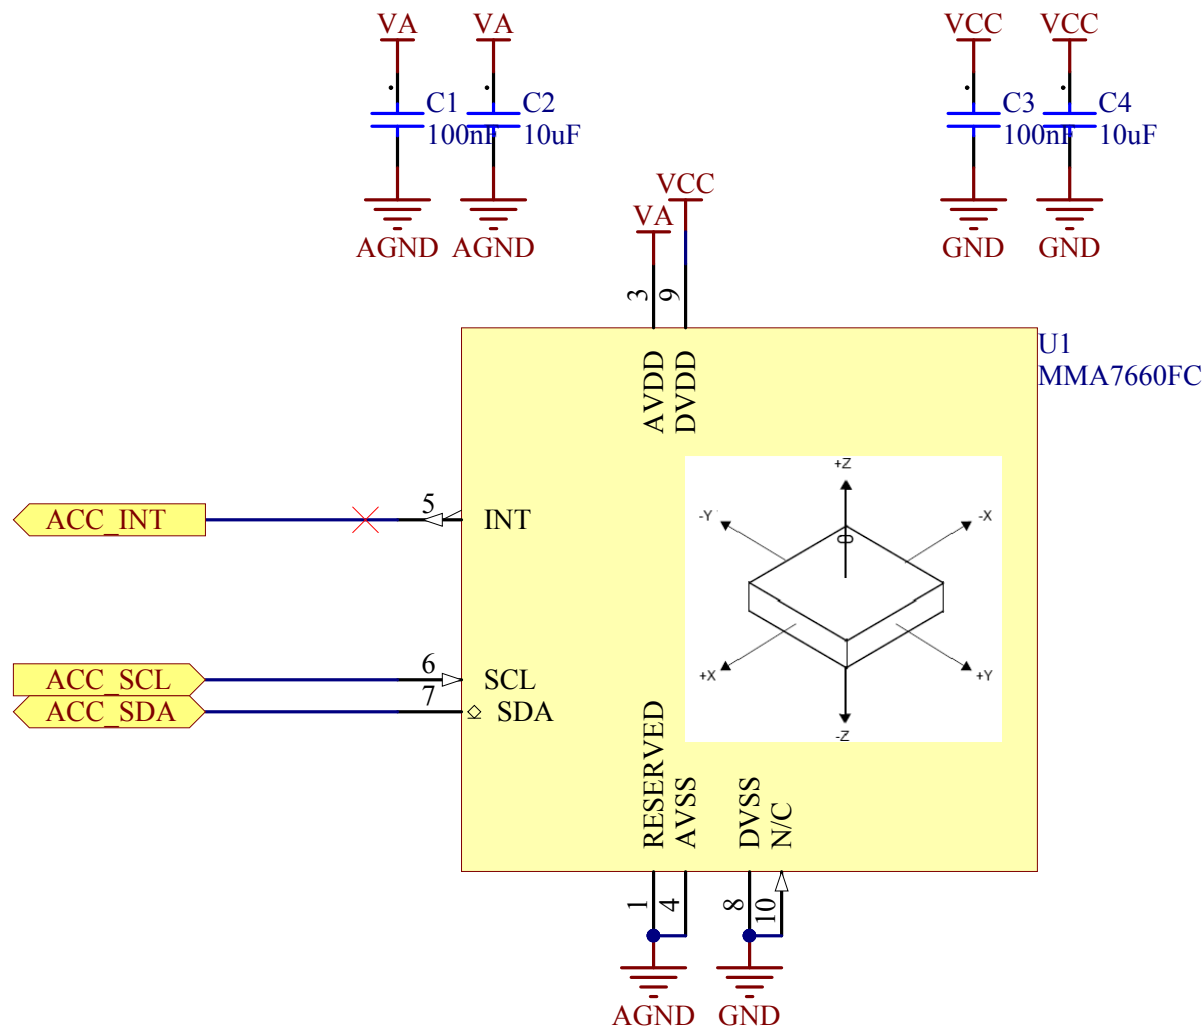 VA
VA
VCC
VCC
C1
100nF
C2
10uF
C3
100nF
C4
10uF
AGND
AGND
GND
GND
VCC
VA
3
9
U1
MMA7660FC
AVDD
DVDD
+Z
-Y
-X
0
+X
+Y
-Z
ACC_INT
5
INT
ACC_SCL
6
SCL
ACC_SDA
7
SDA
RESERVED
AVSS
DVSS
N/C
1
4
8
10
AGND
GND